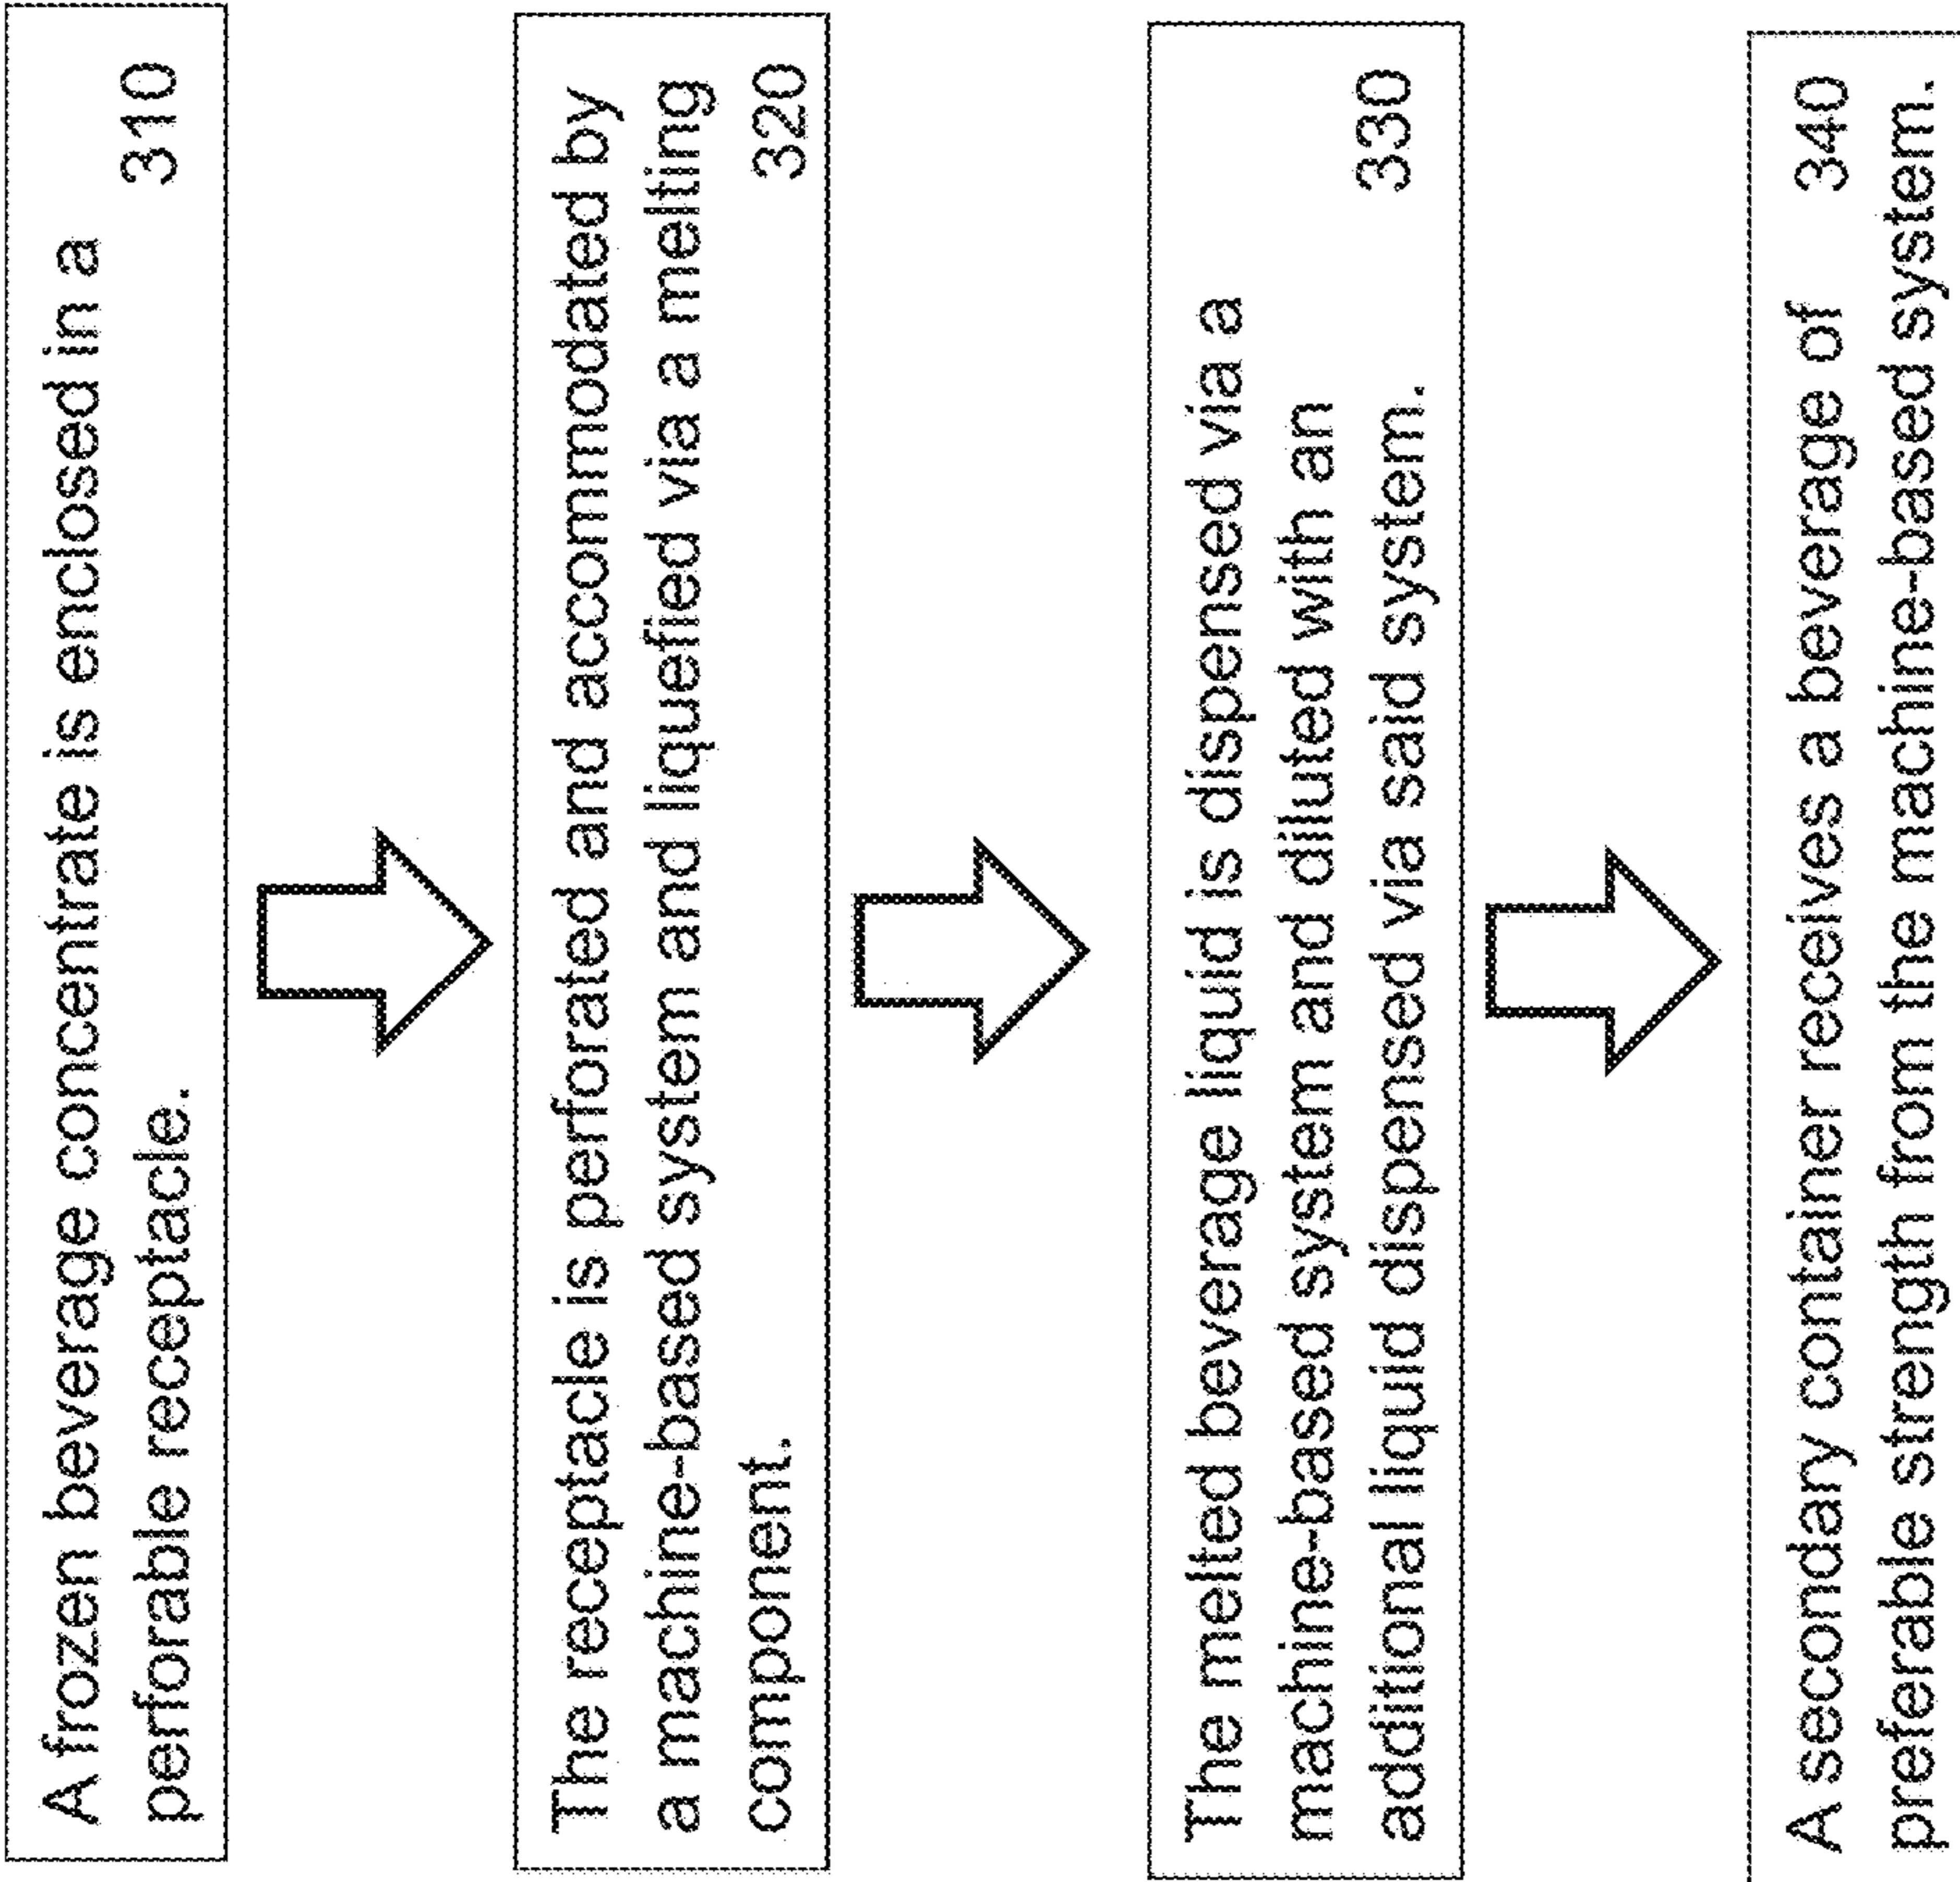 A frozen beverage concentrate is enclosed in a
perforable receptacle. 310
The receptacle is perforated and accommodated by
a machine-based system and liquefied via a melting
component. 320
The melted beverage liquid is dispensed via a
machine-based system and diluted with an
additional liquid dispensed via said system. 330
A secondary container receives a beverage of 340
preferable strength from the machine-based system.